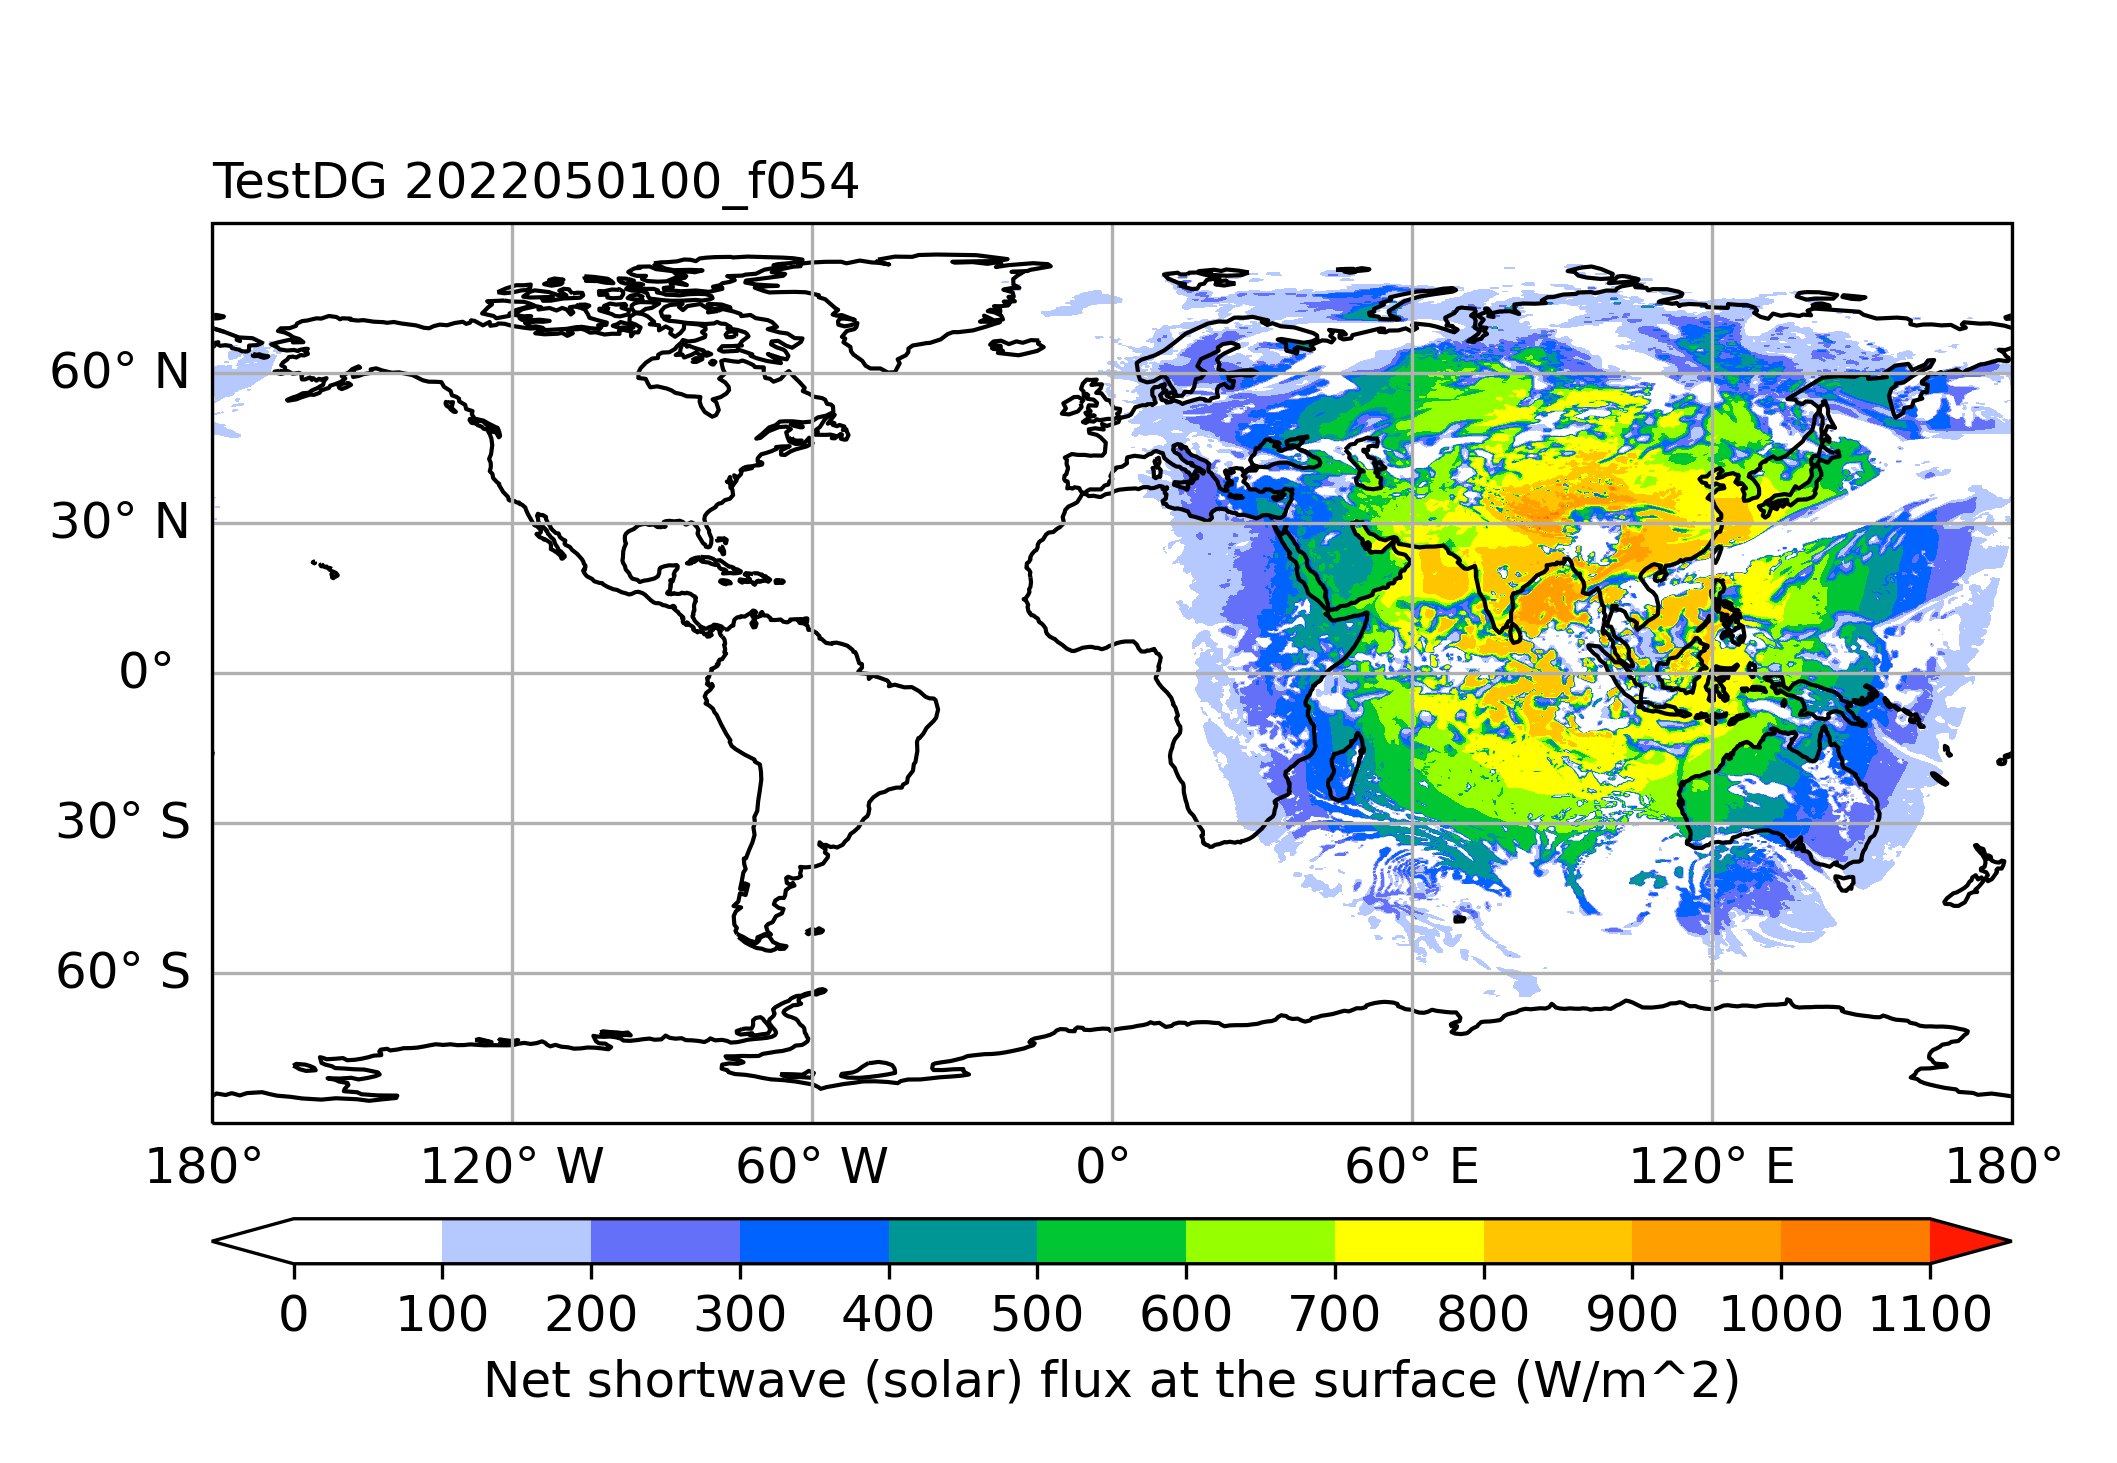 TestDG 2022050100_f054
60° N
30° N
0°
30° S
60° S
180° 120° W 60° W 0° 60° E 120° E 180°
0 100 200 300 400 500 600 700 800 900 1000 1100
Net shortwave (solar) flux at the surface (W/m^2)